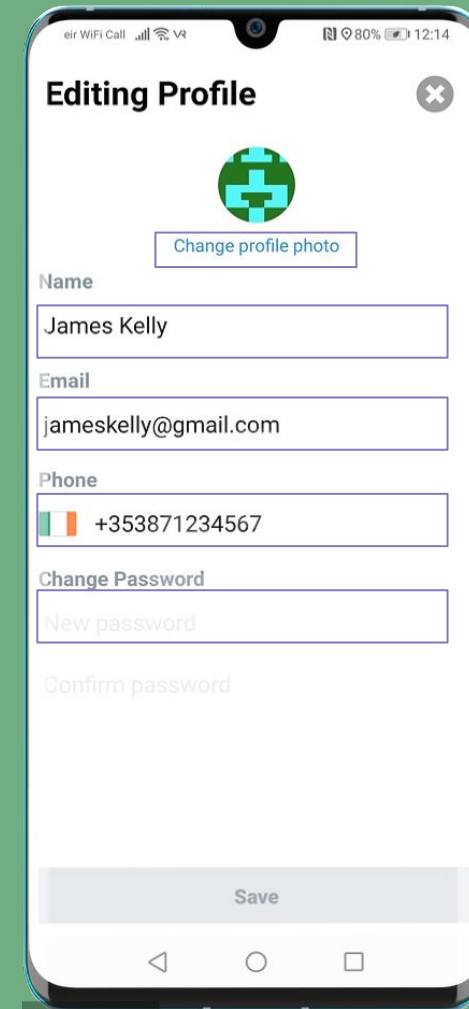 eir WiFi Call 80% 12:14
Editing Profile
Change profile photo
Name
James Kelly
Email
jameskelly@gmail.com
Phone
+353871234567
Change Password
New password
Confirm password
Save